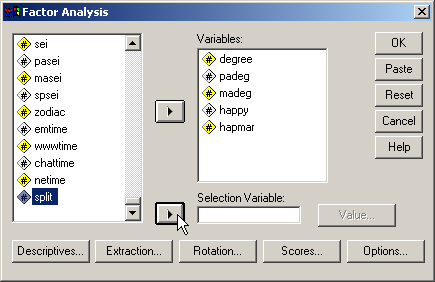 Factor Analysis
sei
pasei
masei
spsei
zodiac
emtime
wwwtime
chattime
netime
split
Variables:
degree
padeg
madeg
happy
hapmar
OK
Paste
Reset
Cancel
Help
Selection Variable:
Value...
Descriptives... Extraction... Rotation... Scores... Options...